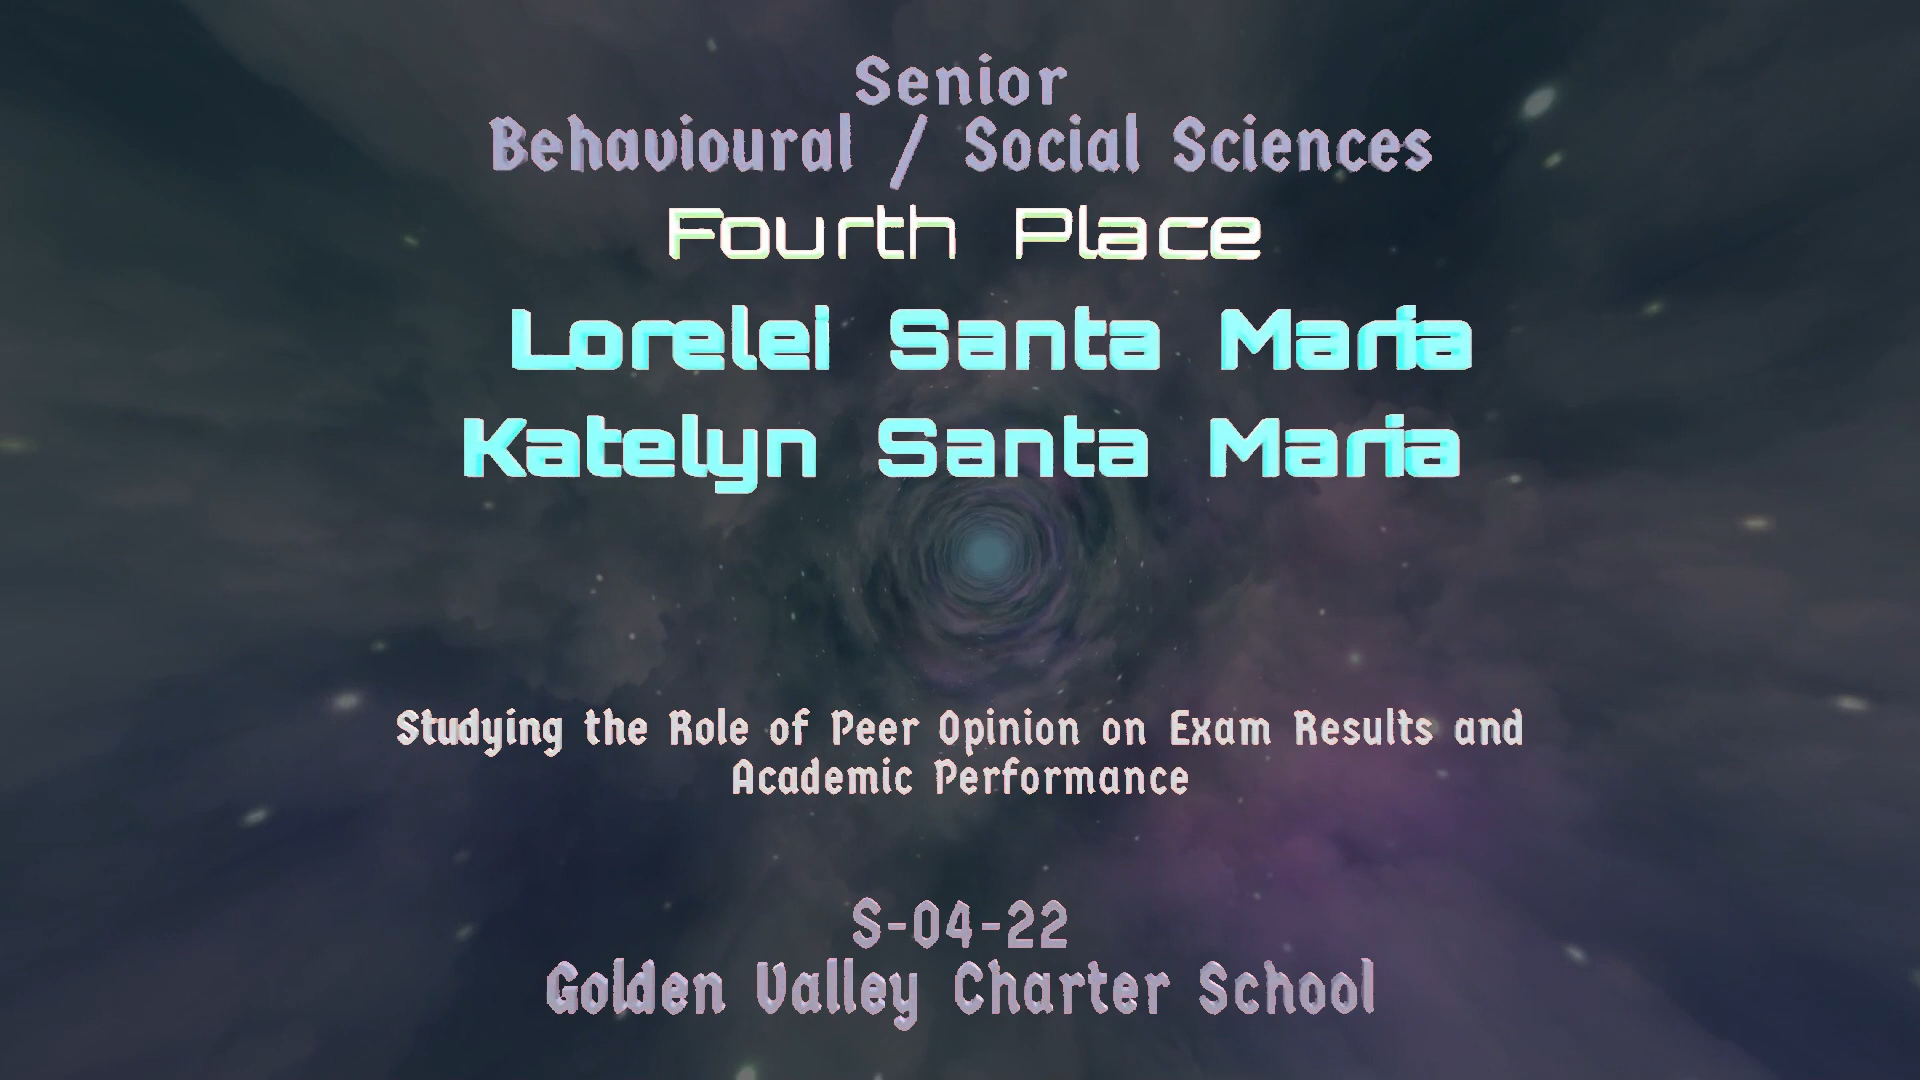 Senior
Behavioural / Social Sciences
Fourth Place
Lorelei Santa Maria
Katelyn Santa Maria
Studying the Role of Peer Opinion on Exam Results and
Academic Performance
S-04-22
Golden Valley Charter School